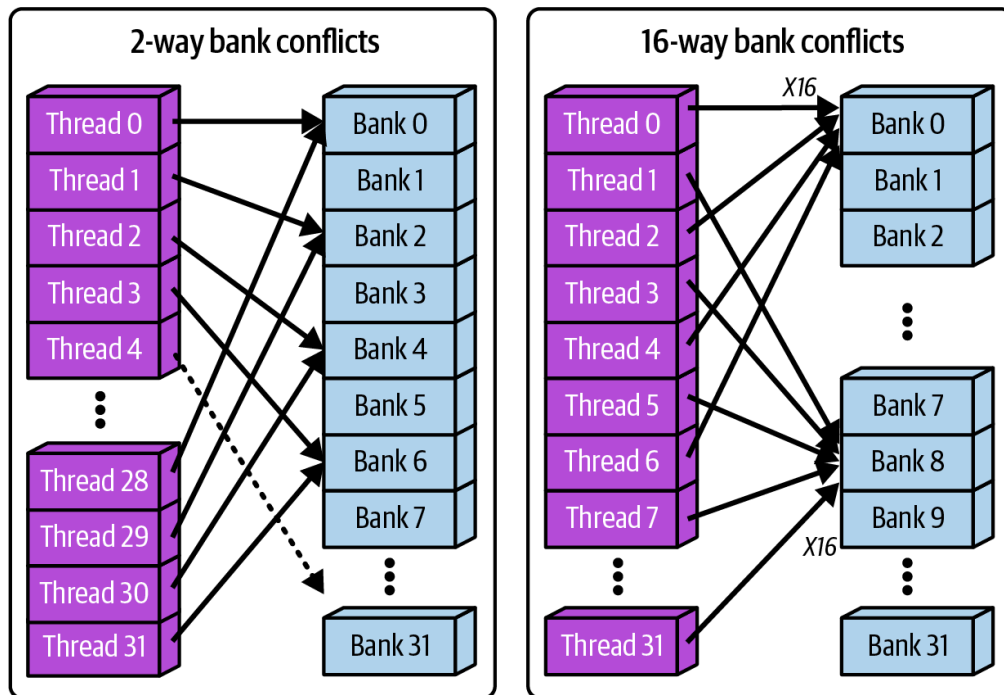 2-way bank conflicts
Thread 0
Thread 1
Thread 2
Thread 3
Thread 4
Thread 28
Thread 29
Thread 30
Thread 31
Bank 0
Bank 1
Bank 2
Bank 3
Bank 4
Bank 5
Bank 6
Bank 7
Bank 31
16-way bank conflicts
Thread 0
Thread 1
Thread 2
Thread 3
Thread 4
Thread 5
Thread 6
Thread 7
Thread 31
X16
X16
Bank 0
Bank 1
Bank 2
Bank 7
Bank 8
Bank 9
Bank 31